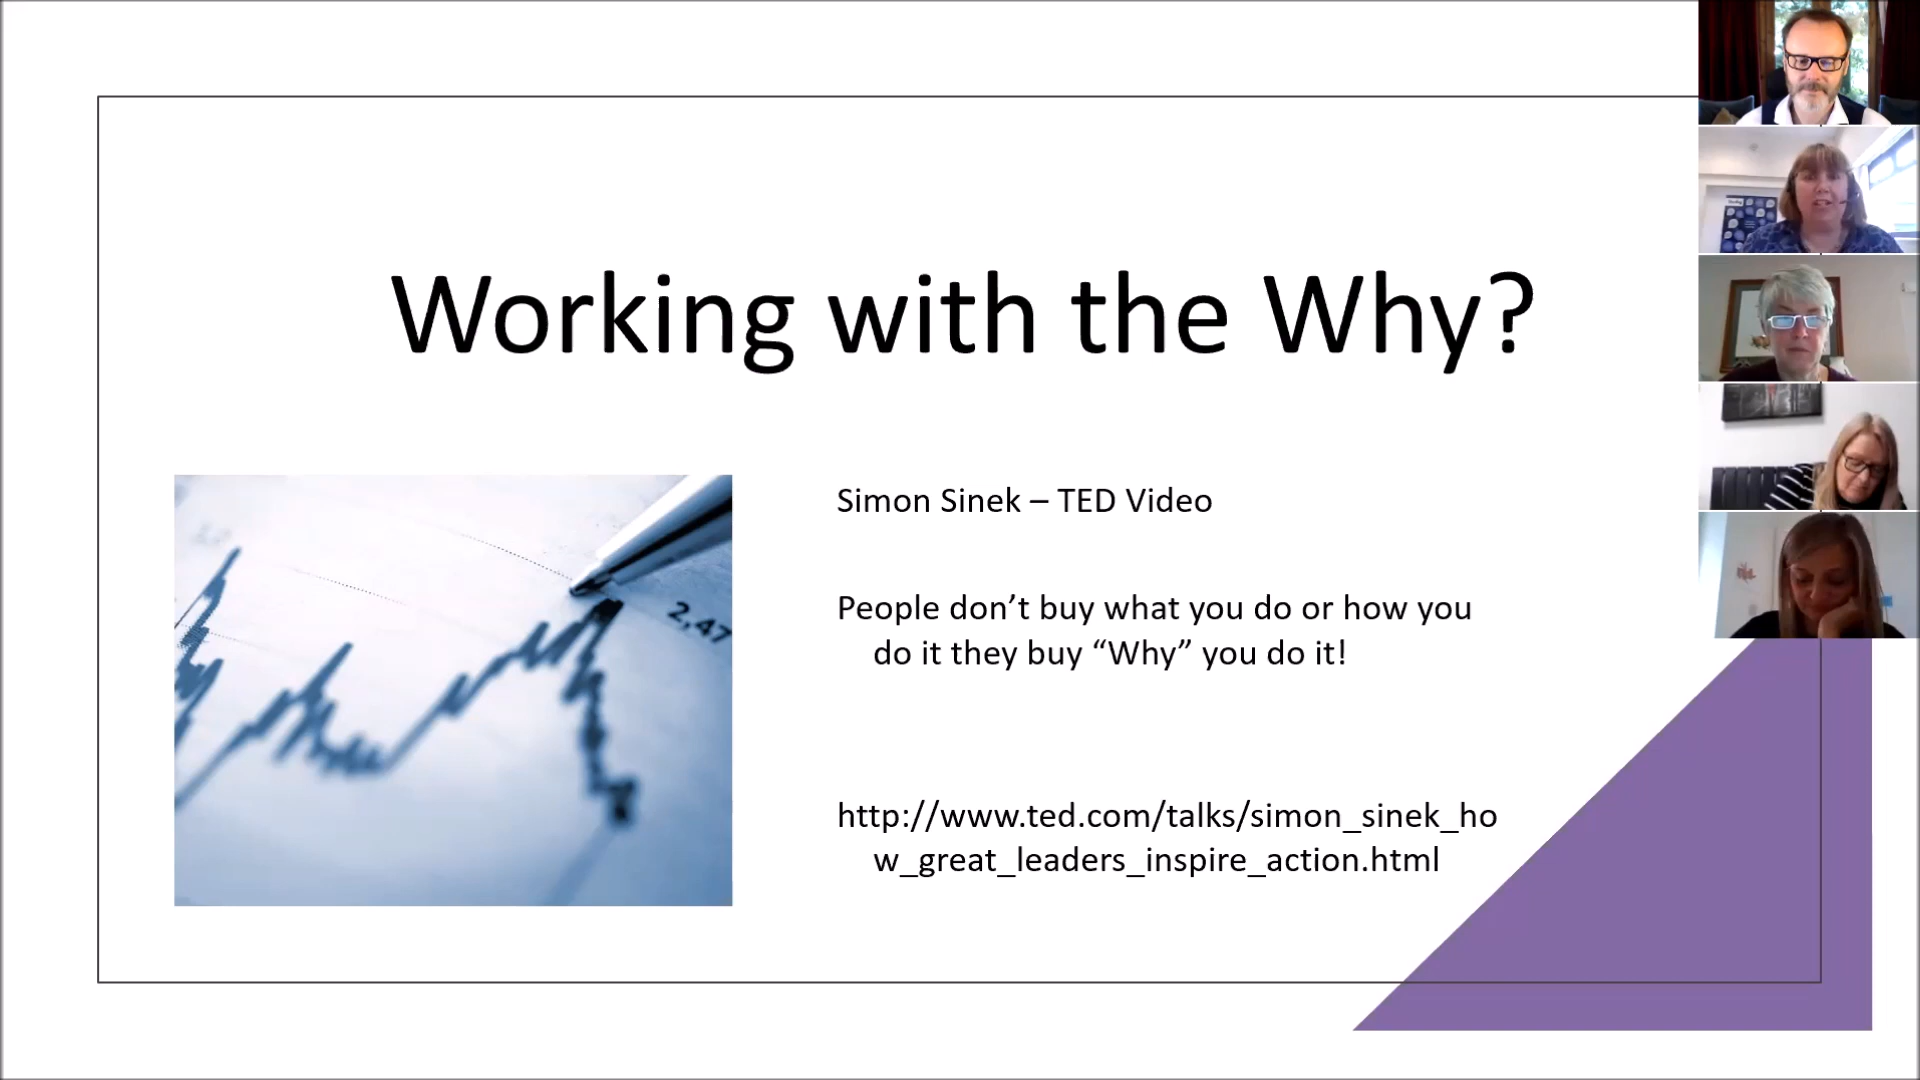 Working with the Why?
Simon Sinek – TED Video
People don’t buy what you do or how you
do it they buy “Why” you do it!
http://www.ted.com/talks/simon_sinek_ho
w_great_leaders_inspire_action.html
2,47